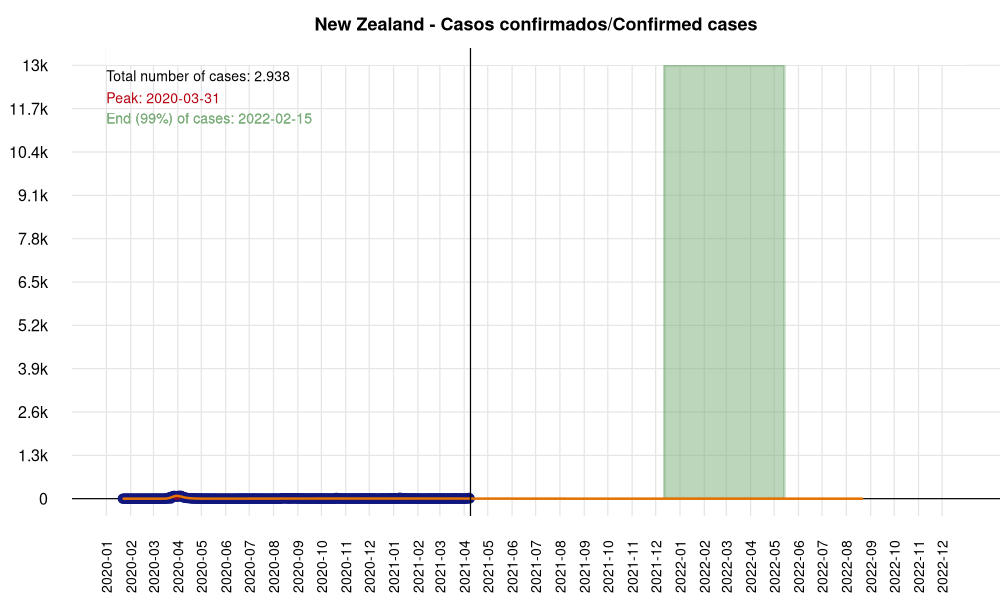 New Zealand - Casos confirmados/Confirmed cases
Total number of cases: 2.938
Peak: 2020-03-31
End (99%) of cases: 2022-02-15
13k
11.7k
10.4k
9.1k
7.8k
6.5k
5.2k
3.9k
2.6k
1.3k
0
2020-01
2020-02
2020-03
2020-04
2020-05
2020-06
2020-07
2020-08
2020-09
2020-10
2020-11
2020-12
2021-01
2021-02
2021-03
2021-04
2021-05
2021-06
2021-07
2021-08
2021-09
2021-10
2021-11
2021-12
2022-01
2022-02
2022-03
2022-04
2022-05
2022-06
2022-07
2022-08
2022-09
2022-10
2022-11
2022-12